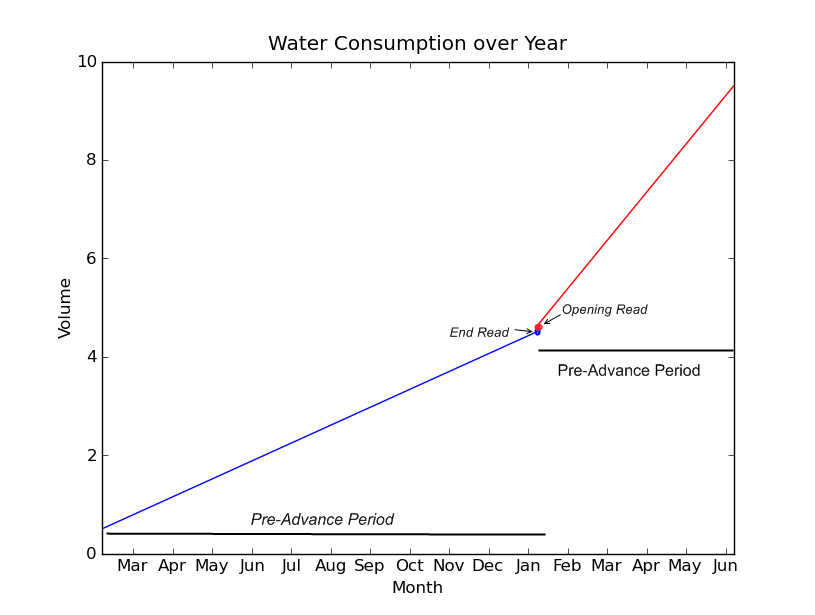 Water Consumption over Year
10
8
6
4
2
0
Volume
Opening Read
End Read
Pre-Advance Period
Pre-Advance Period
Mar Apr May Jun Jul Aug Sep Oct Nov Dec Jan Feb Mar Apr May Jun
Month